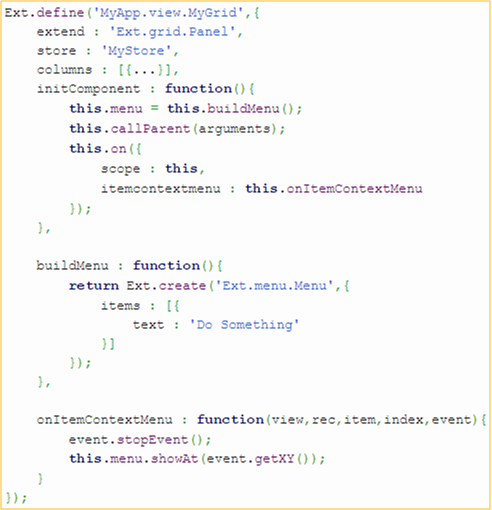 Ext.define('MyApp.view.MyGrid',{
    extend : 'Ext.grid.Panel',
    store : 'MyStore',
    columns : [{...}],
    initComponent : function(){
        this.menu = this.buildMenu();
        this.callParent(arguments);
        this.on({
            scope : this,
            itemcontextmenu : this.onItemContextMenu
        });
    },

    buildMenu : function(){
        return Ext.create('Ext.menu.Menu',{
            items : [{
                text : 'Do Something'
            }]
        });
    },

    onItemContextMenu : function(view,rec,item,index,event){
        event.stopEvent();
        this.menu.showAt(event.getXY());
    }
});